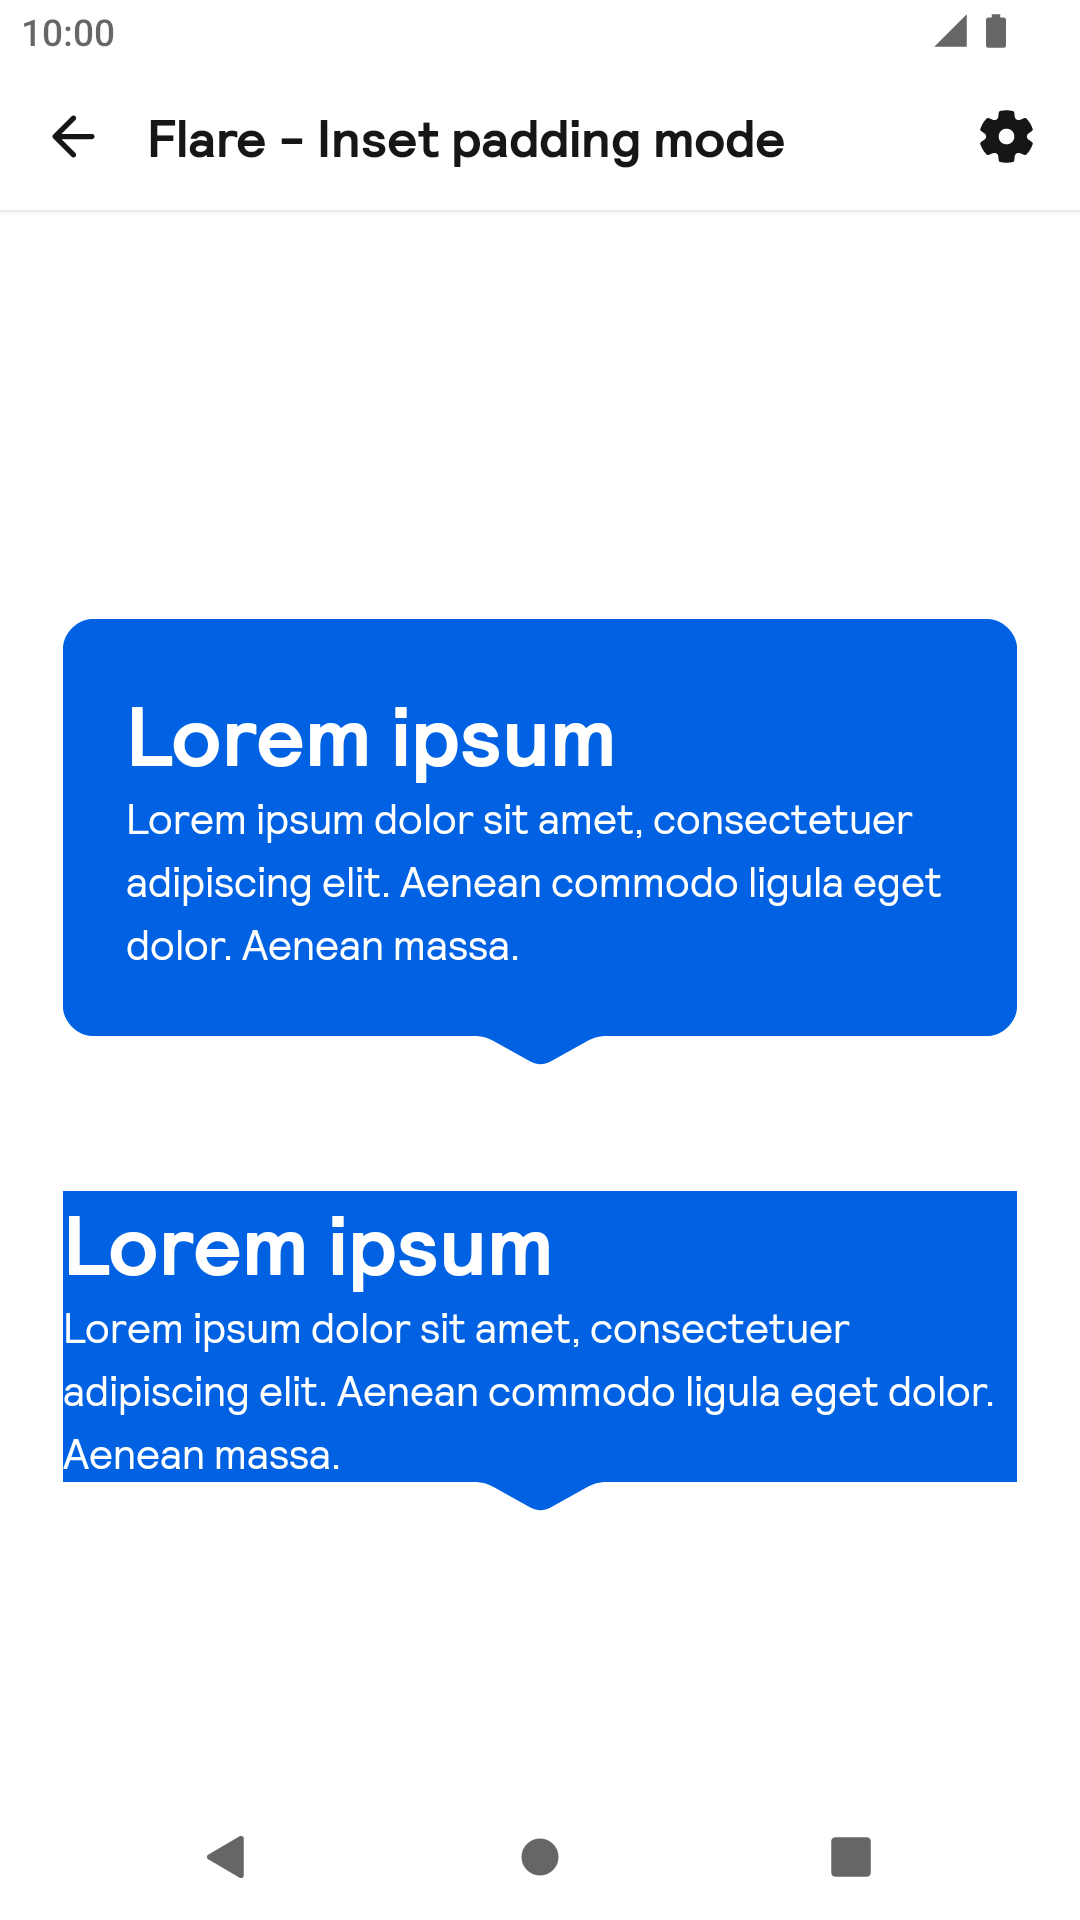 10:00
Flare - Inset padding mode
Lorem ipsum
Lorem ipsum dolor sit amet, consectetuer
adipiscing elit. Aenean commodo ligula eget
dolor. Aenean massa.
Lorem ipsum
Lorem ipsum dolor sit amet, consectetuer
adipiscing elit. Aenean commodo ligula eget dolor.
Aenean massa.